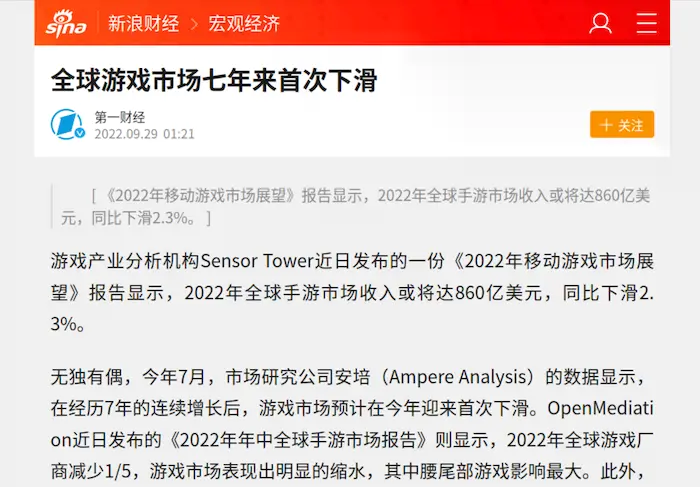 sina 新浪财经 > 宏观经济
全球游戏市场七年来首次下滑
第一财经
2022.09.29 01:21
+ 关注
[ 《2022年移动游戏市场展望》报告显示，2022年全球手游市场收入或将达860亿美
元，同比下滑2.3%。 ]
游戏产业分析机构Sensor Tower近日发布的一份《2022年移动游戏市场展
望》报告显示，2022年全球手游市场收入或将达860亿美元，同比下滑2.
3%。
无独有偶，今年7月，市场研究公司安培（Ampere Analysis）的数据显示，
在经历7年的连续增长后，游戏市场预计在今年迎来首次下滑。OpenMediati
on近日发布的《2022年年中全球手游市场报告》则显示，2022年全球游戏厂
商减少1/5，游戏市场表现出明显的缩水，其中腰尾部游戏影响最大。此外，